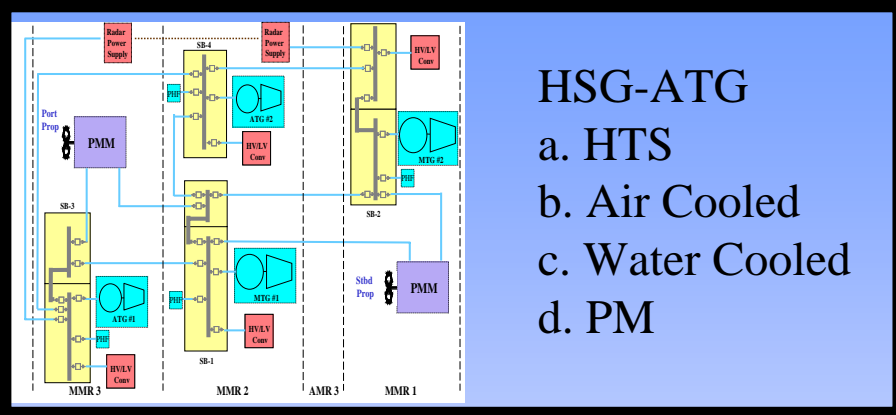 Radar
Power
Supply
Radar
Power
Supply
SB-4
HV/LV
Conv
PHF
ATG #2
Port
Prop
PMM
HV/LV
Conv
MTG #2
PHF
SB-3
SB-2
Stbd
Prop
PMM
MTG #1
PHF
ATG #1
PHF
HV/LV
Conv
HV/LV
Conv
SB-1
MMR 3
MMR 2
AMR 3
MMR 1
HSG-ATG
a. HTS
b. Air Cooled
c. Water Cooled
d. PM